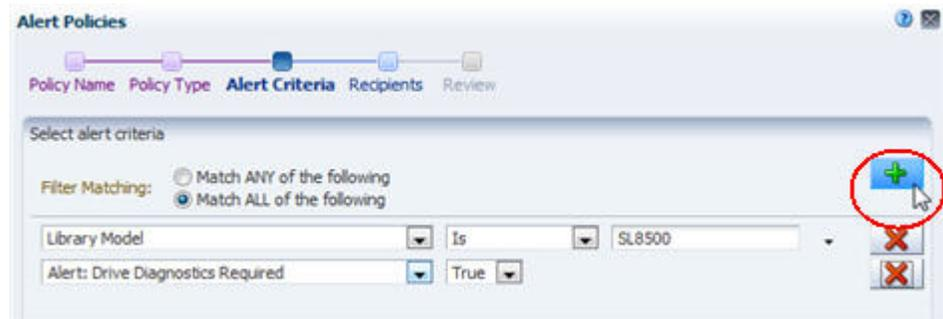 Alert Policies
Policy Name Policy Type Alert Criteria Recipients Review
Select alert criteria
Filter Matching:
Match ANY of the following
Match ALL of the following
Library Model Is SL8500
Alert: Drive Diagnostics Required True